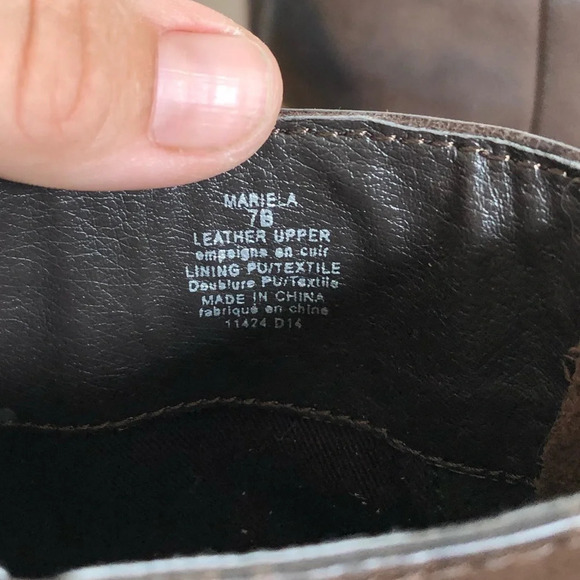 MARIELA
7B
LEATHER UPPER
empeigne en cuir
LINING PU/TEXTILE
Doublure PU/Textile
MADE IN CHINA
fabriqué en chine
11424 D14